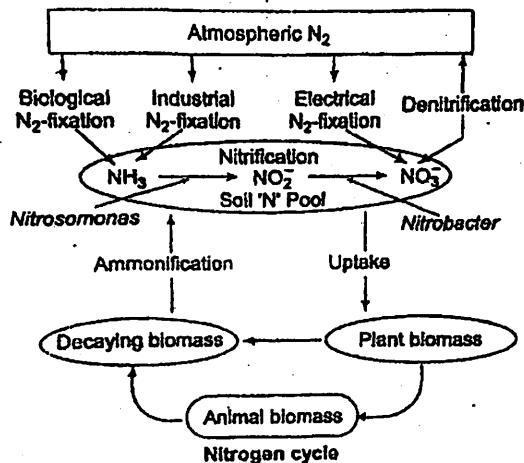 Atmospheric N₂
Biological
N₂-fixation
Industrial
N₂-fixation
Electrical
N₂-fixation
Denitrification
Nitrification
NH₃
NO₂⁻
NO₃⁻
Soil 'N' Pool
Nitrosomonas
Nitrobacter
Ammonification
Uptake
Decaying biomass
Plant biomass
Animal biomass
Nitrogen cycle